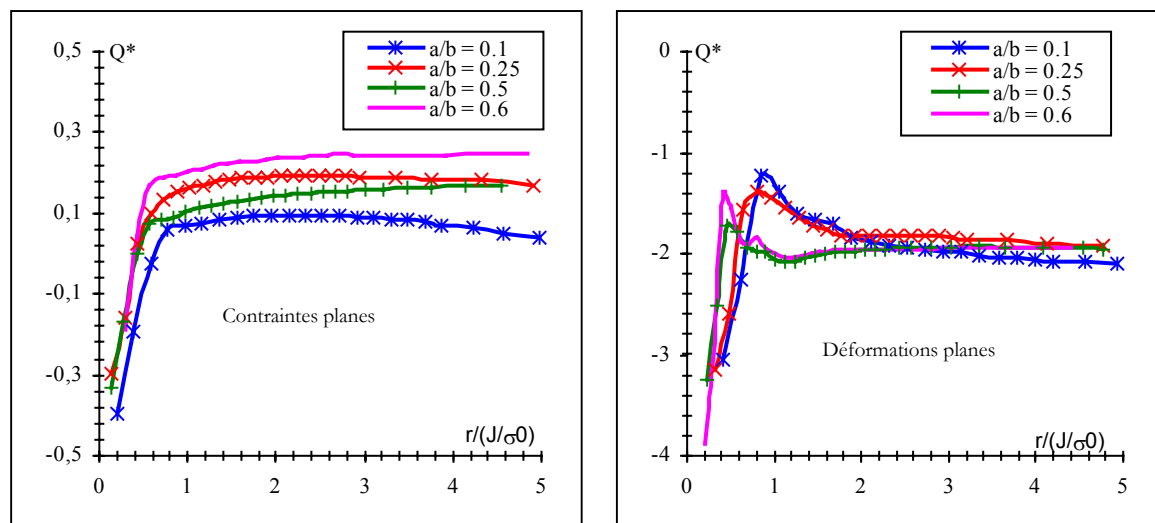 Q*
a/b = 0.1
a/b = 0.25
a/b = 0.5
a/b = 0.6
0,5
0,3
0,1
-0,1
-0,3
-0,5
Contraintes planes
r/(J/σ0)
0 1 2 3 4 5
Q*
a/b = 0.1
a/b = 0.25
a/b = 0.5
a/b = 0.6
0
-1
-2
-3
-4
Déformations planes
r/(J/σ0)
0 1 2 3 4 5